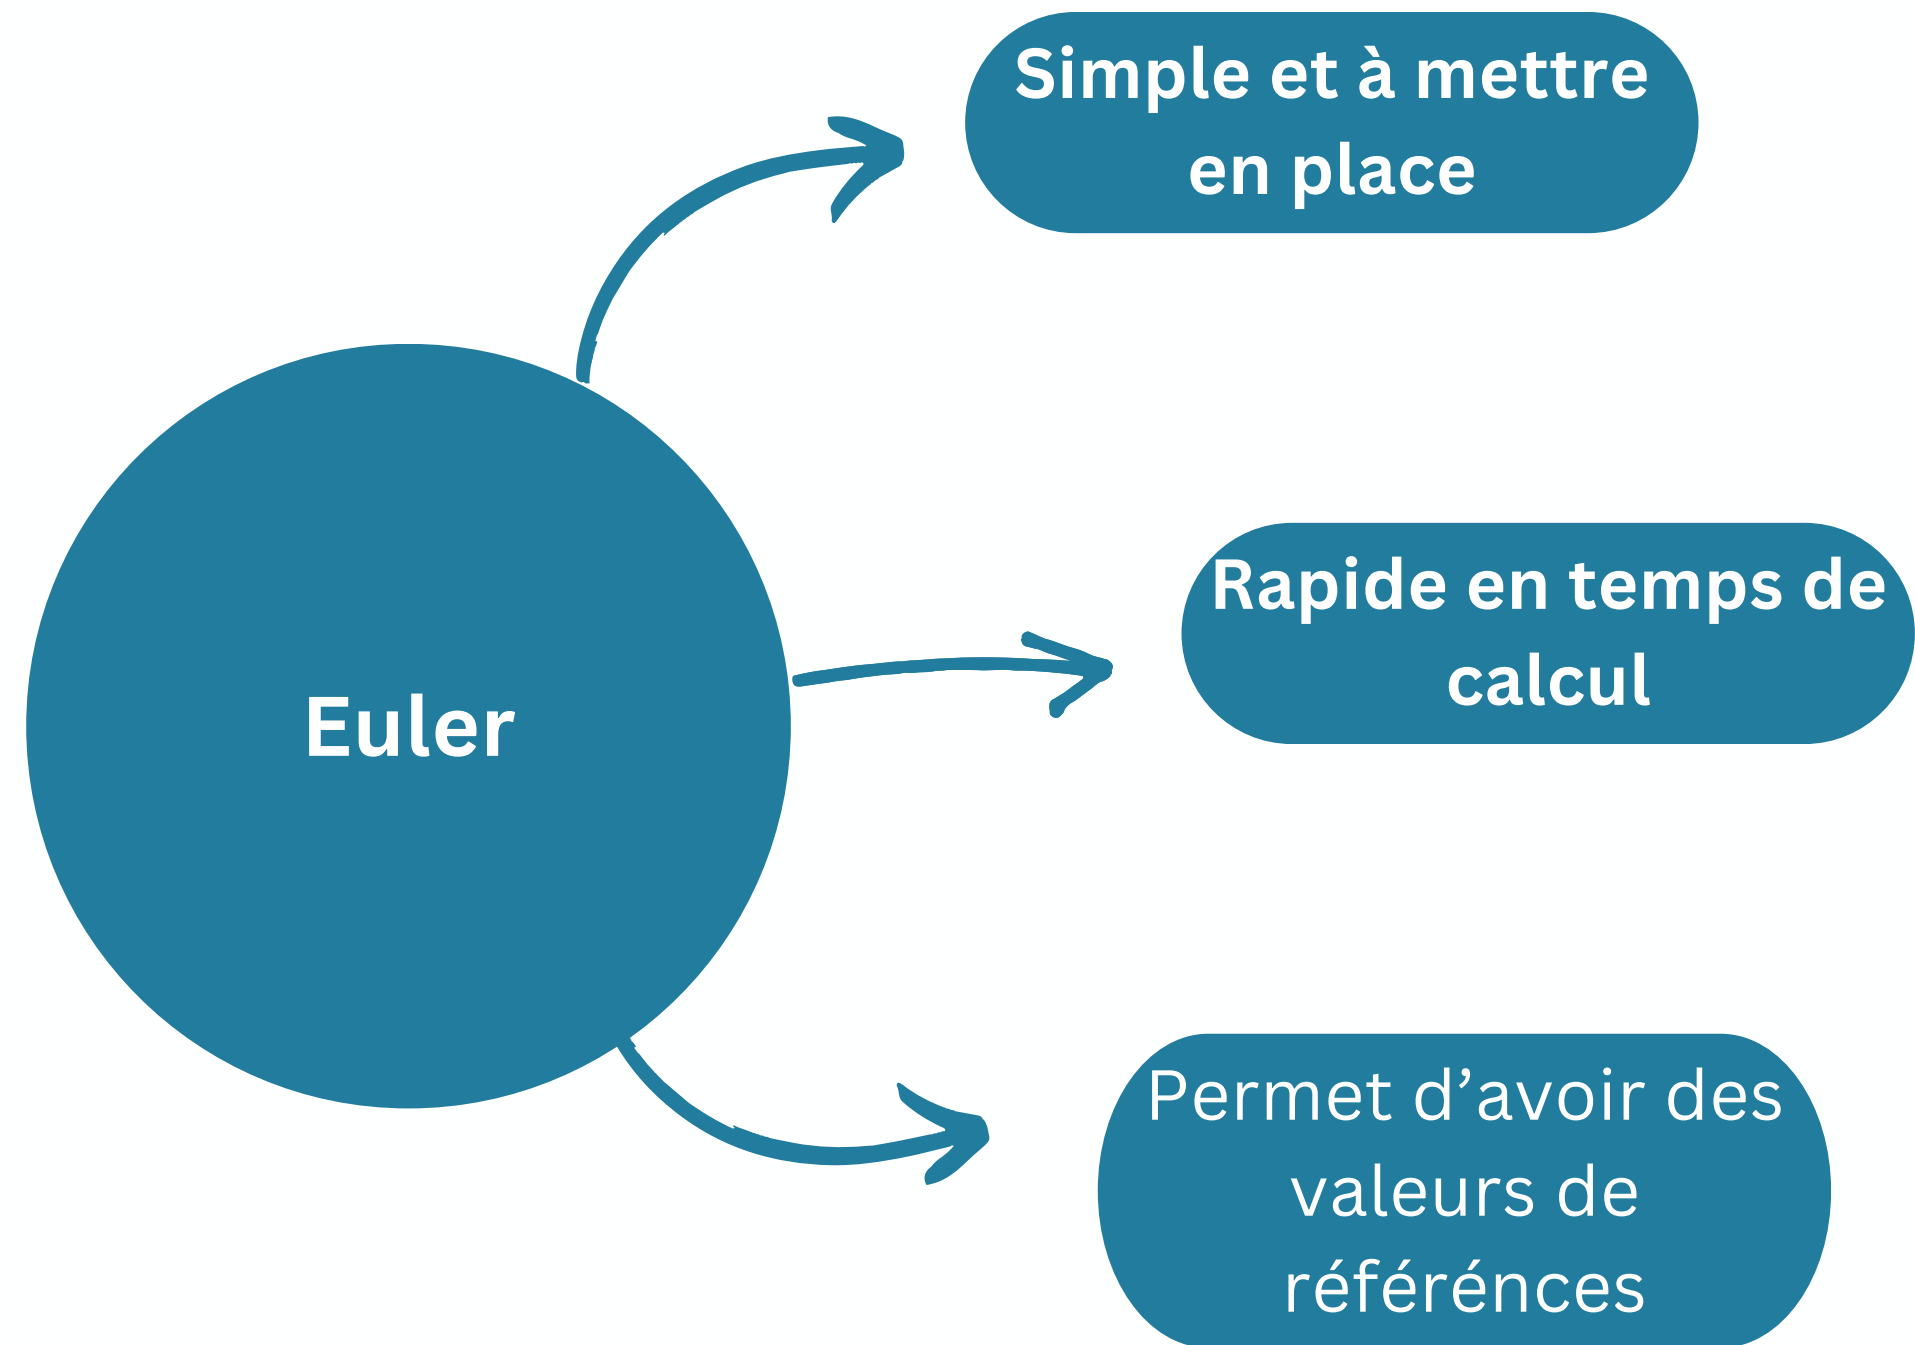 Simple et à mettre
en place
Rapide en temps de
calcul
Euler
Permet d’avoir des
valeurs de
référénces